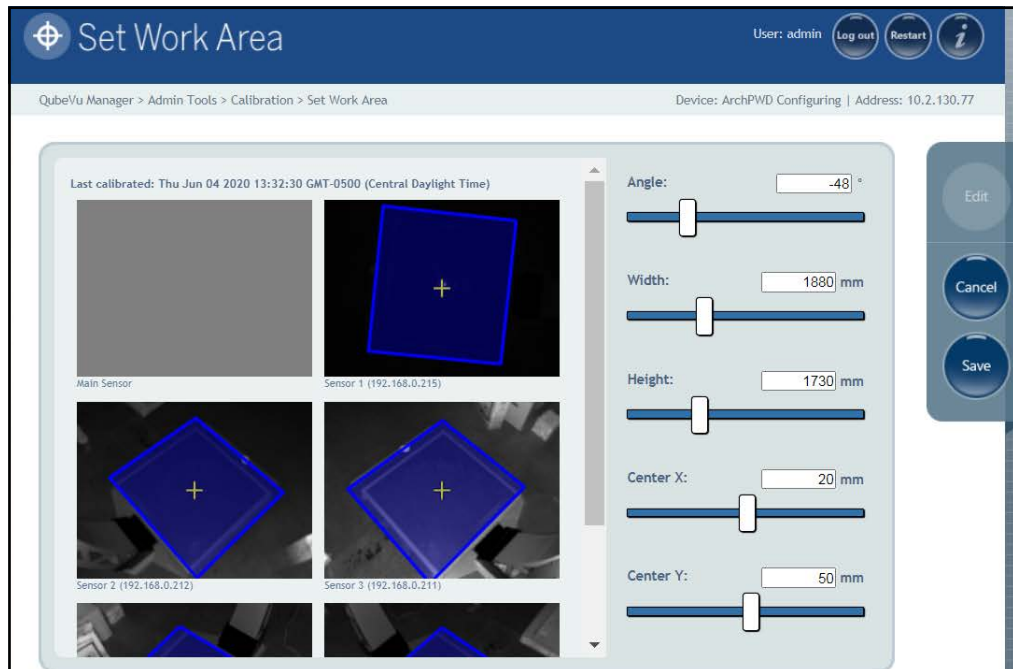 Set Work Area
User: admin
Log out
Restart
i
QubeVu Manager > Admin Tools > Calibration > Set Work Area
Device: ArchPWD Configuring | Address: 10.2.130.77
Last calibrated: Thu Jun 04 2020 13:32:30 GMT-0500 (Central Daylight Time)
Main Sensor
Sensor 1 (192.168.0.215)
Sensor 2 (192.168.0.212)
Sensor 3 (192.168.0.211)
Angle: -48 °
Width: 1880 mm
Height: 1730 mm
Center X: 20 mm
Center Y: 50 mm
Edit
Cancel
Save